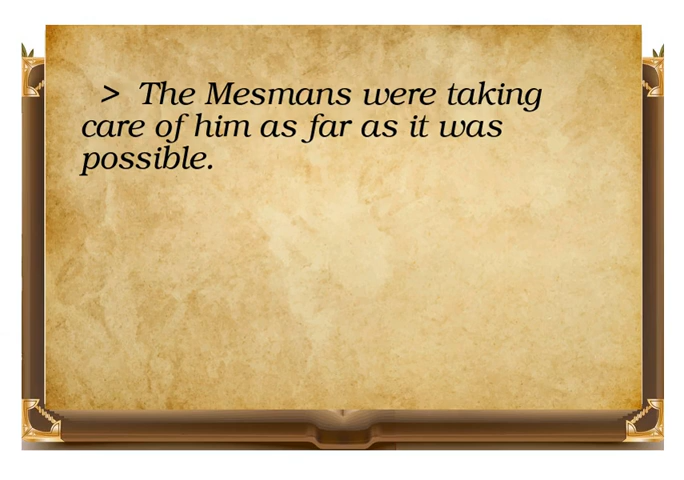 > The Mesmans were taking
care of him as far as it was
possible.